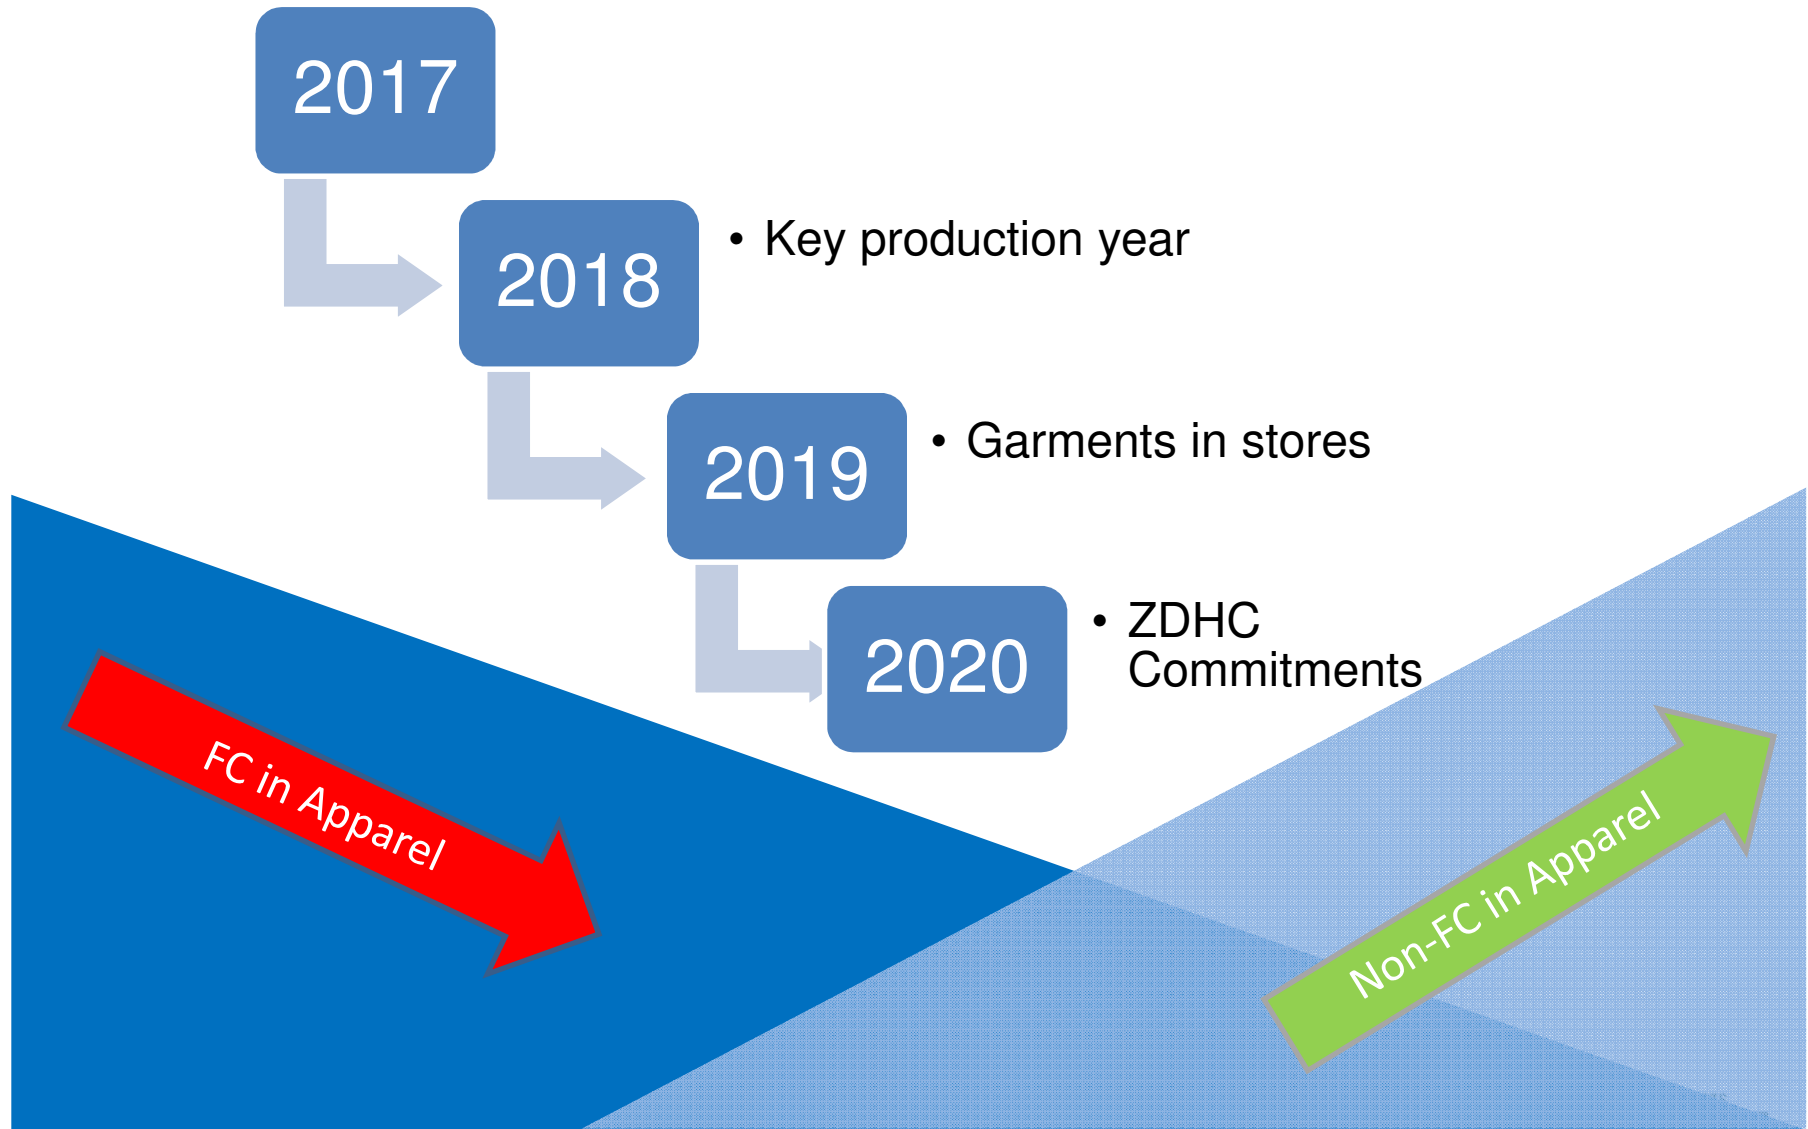 2017
2018
• Key production year
2019
• Garments in stores
2020
• ZDHC
Commitments
FC in Apparel
Non-FC in Apparel